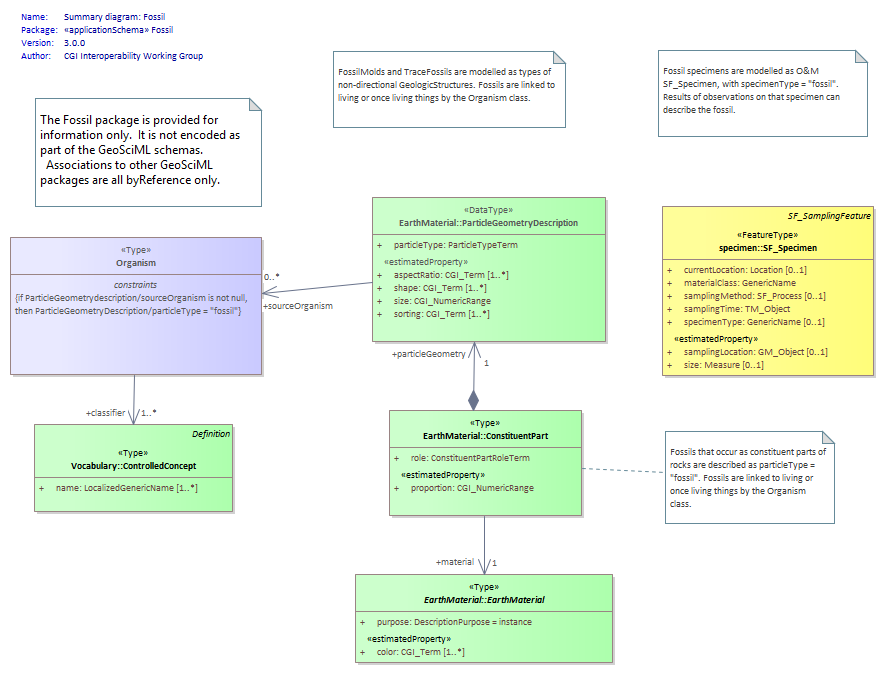 Name: Summary diagram: Fossil
Package: «applicationSchema» Fossil
Version: 3.0.0
Author: CGI Interoperability Working Group
The Fossil package is provided for
information only. It is not encoded as
part of the GeoSciML schemas.
Associations to other GeoSciML
packages are all byReference only.
FossilMolds and TraceFossils are modelled as types of
non-directional GeologicStructures. Fossils are linked to
living or once living things by the Organism class.
Fossil specimens are modelled as O&M
SF_Specimen, with specimenType = "fossil".
Results of observations on that specimen can
describe the fossil.
«Type»
Organism
constraints
{if ParticleGeometrydescription/sourceOrganism is not null,
then ParticleGeometryDescription/particleType = "fossil"}
0..*
+sourceOrganism
«DataType»
EarthMaterial::ParticleGeometryDescription
+ particleType: ParticleTypeTerm
«estimatedProperty»
+ aspectRatio: CGI_Term [1..*]
+ shape: CGI_Term [1..*]
+ size: CGI_NumericRange
+ sorting: CGI_Term [1..*]
SF_SamplingFeature
«FeatureType»
specimen::SF_Specimen
+ currentLocation: Location [0..1]
+ materialClass: GenericName
+ samplingMethod: SF_Process [0..1]
+ samplingTime: TM_Object
+ specimenType: GenericName [0..1]
«estimatedProperty»
+ samplingLocation: GM_Object [0..1]
+ size: Measure [0..1]
+particleGeometry
1
+classifier
1..*
Definition
«Type»
Vocabulary::ControlledConcept
+ name: LocalizedGenericName [1..*]
«Type»
EarthMaterial::ConstituentPart
+ role: ConstituentPartRoleTerm
«estimatedProperty»
+ proportion: CGI_NumericRange
Fossils that occur as constituent parts of
rocks are described as particleType =
"fossil". Fossils are linked to living or
once living things by the Organism
class.
+material
1
«Type»
EarthMaterial::EarthMaterial
+ purpose: DescriptionPurpose = instance
«estimatedProperty»
+ color: CGI_Term [1..*]